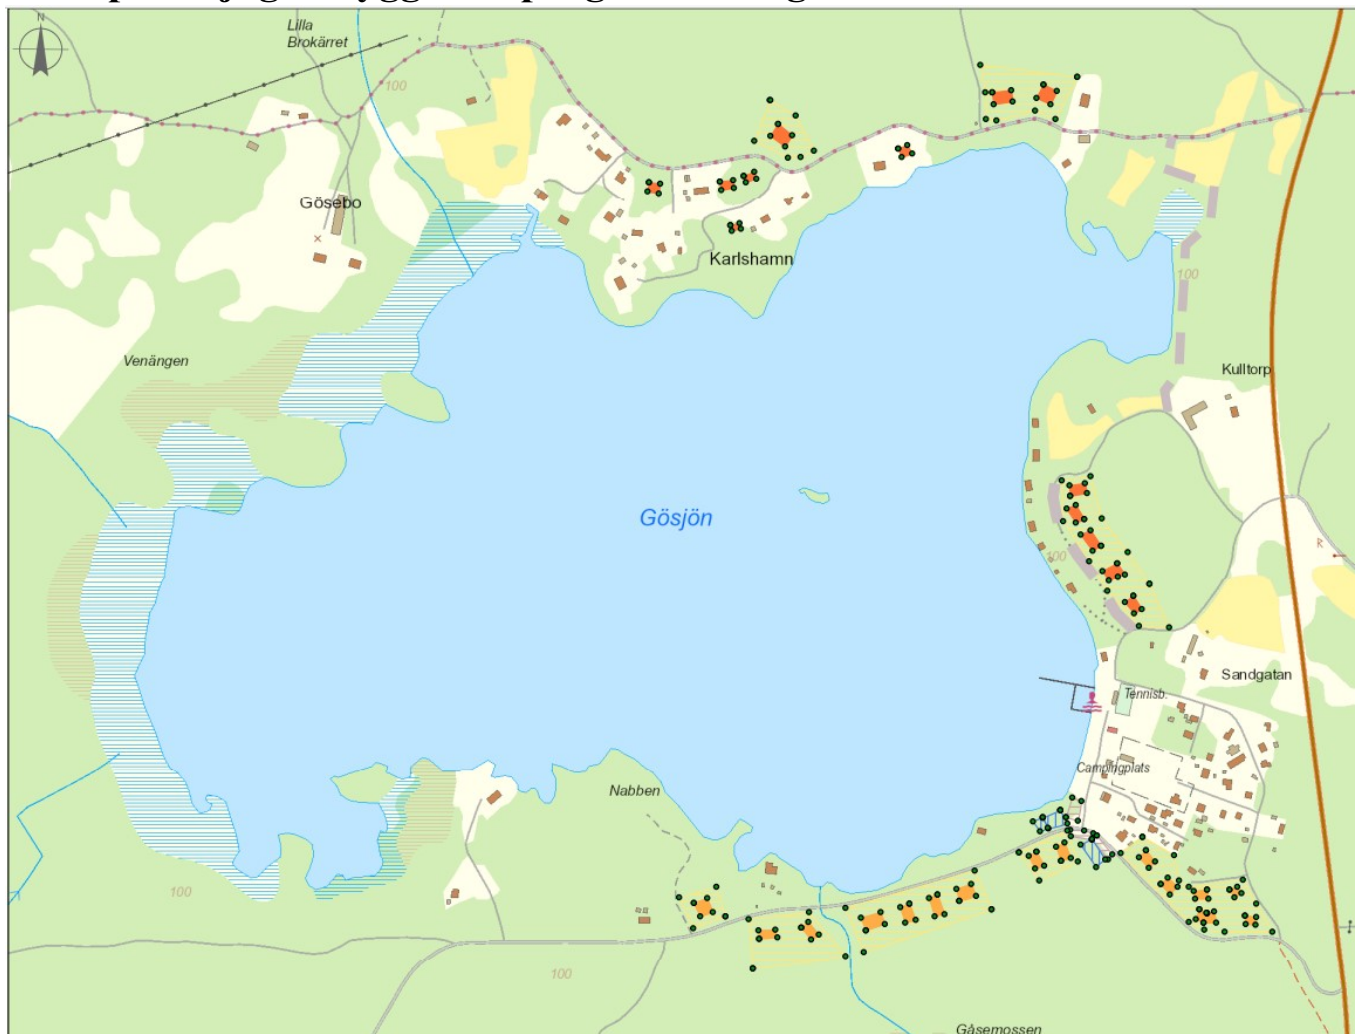 N
Lilla
Brokärret
100
Gösebo
Karlshamn
100
Venängen
Kulltorp
Gösjön
100
R
Sandgatan
Tennisb.
Campingplats
Nabben
100
100
Gåsemossen